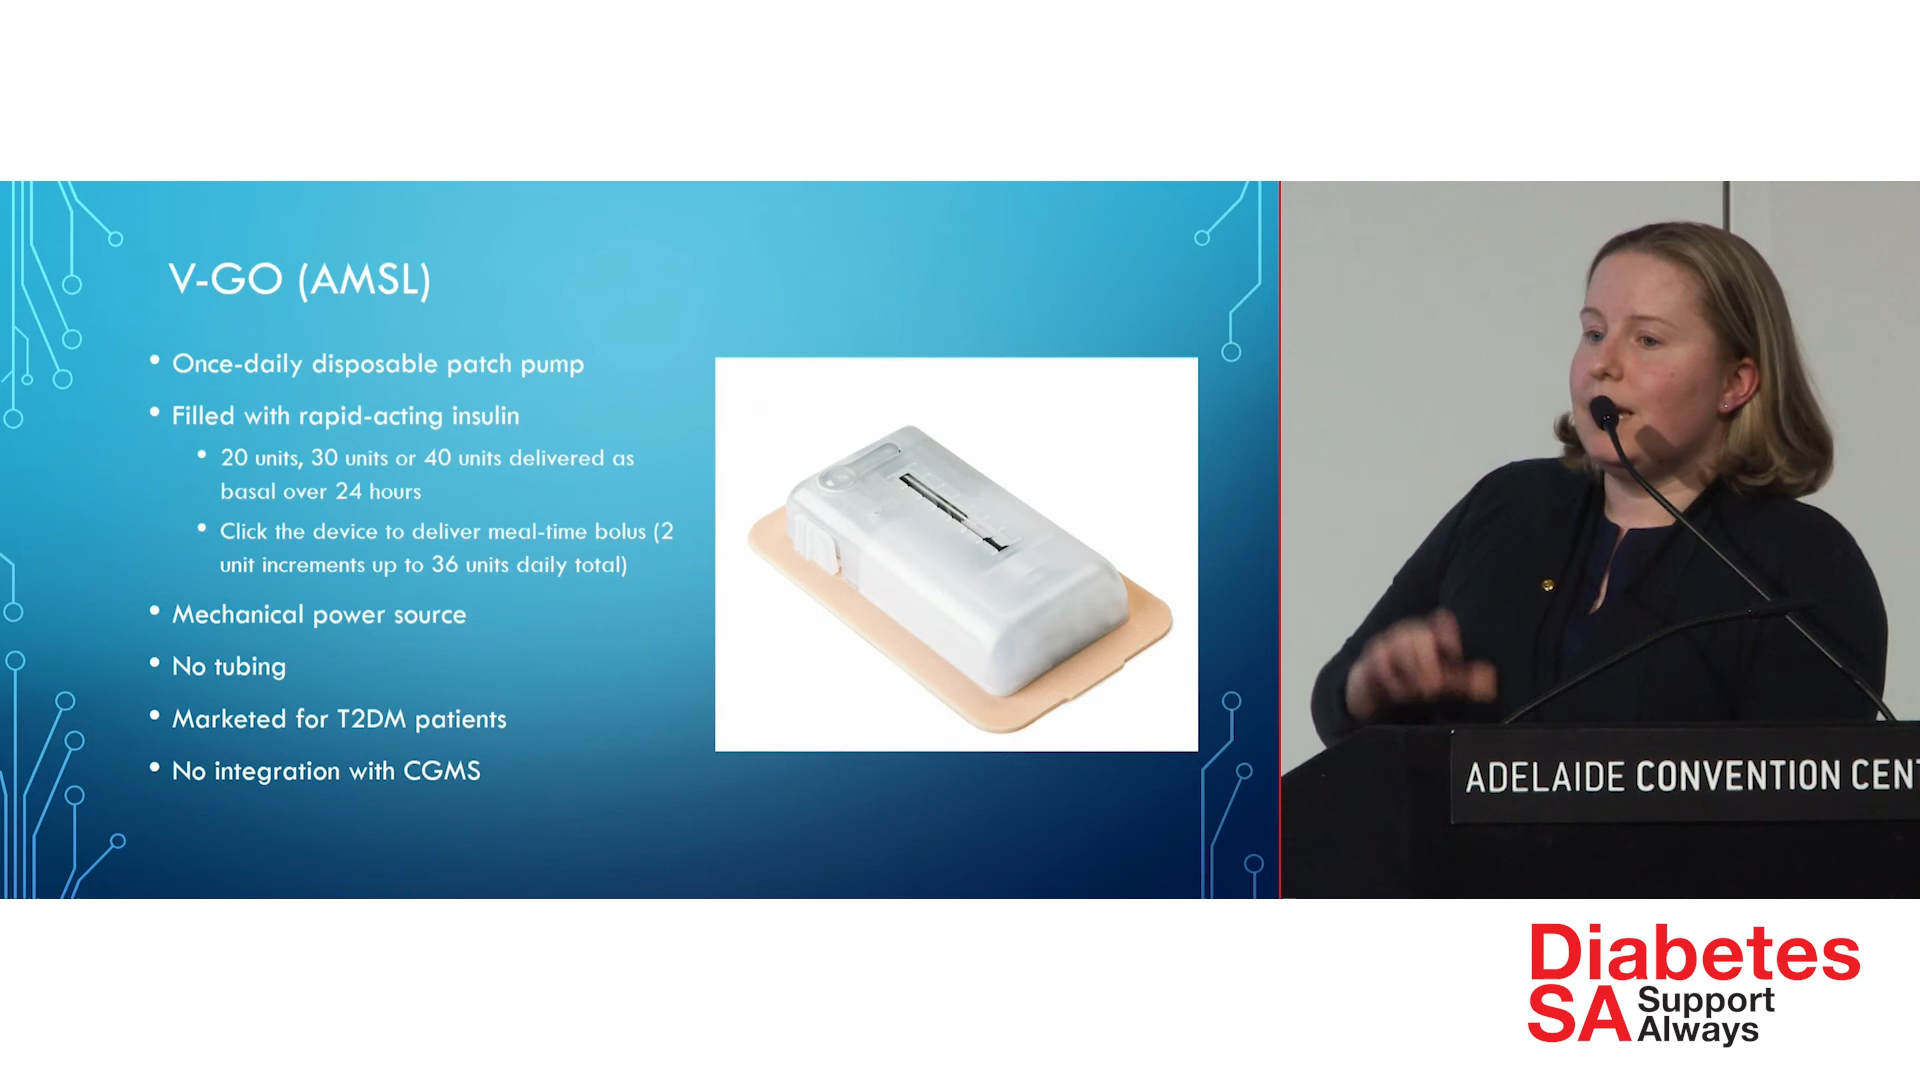 V-GO (AMSL)
• Once-daily disposable patch pump
• Filled with rapid-acting insulin
• 20 units, 30 units or 40 units delivered as
basal over 24 hours
• Click the device to deliver meal-time bolus (2
unit increments up to 36 units daily total)
• Mechanical power source
• No tubing
• Marketed for T2DM patients
• No integration with CGMS
ADELAIDE CONVENTION CENT
Diabetes
SA Support
Always